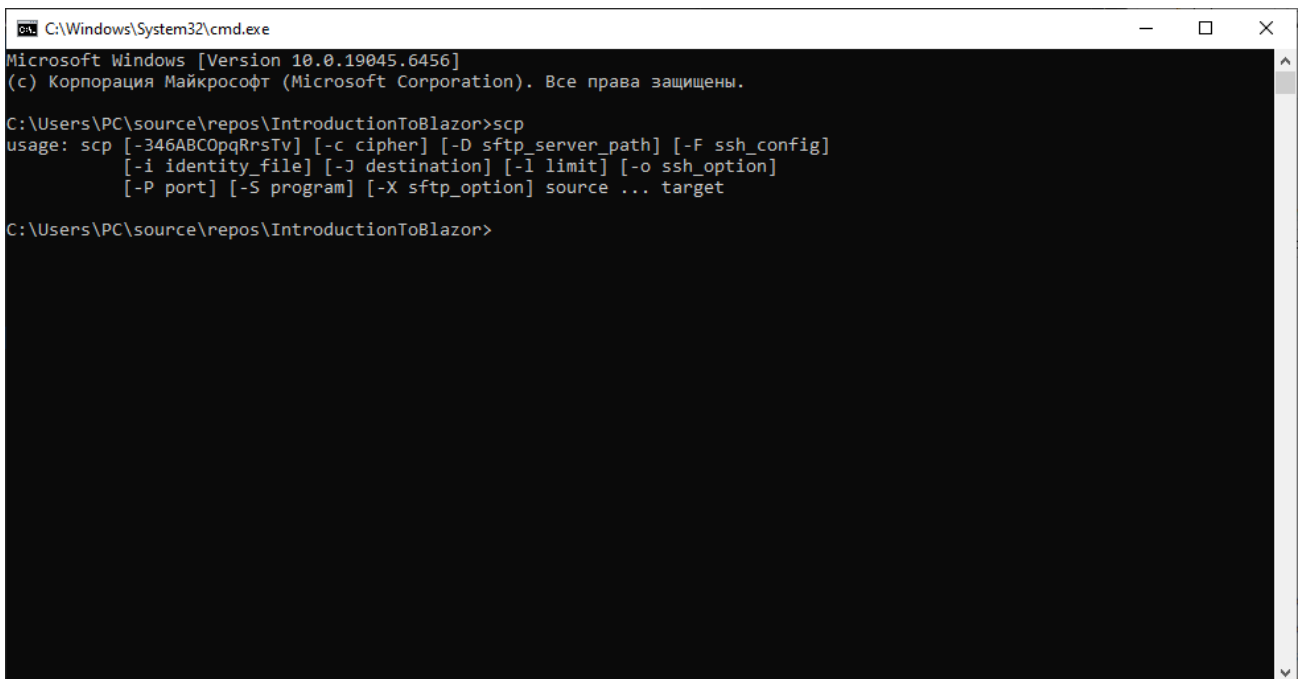 C:\Windows\System32\cmd.exe
Microsoft Windows [Version 10.0.19045.6456]
(c) Корпорация Майкрософт (Microsoft Corporation). Все права защищены.
C:\Users\PC\source\repos\IntroductionToBlazor>scp
usage: scp [-346ABCOpqRrsTv] [-c cipher] [-D sftp_server_path] [-F ssh_config]
[-i identity_file] [-J destination] [-l limit] [-o ssh_option]
[-P port] [-S program] [-X sftp_option] source ... target
C:\Users\PC\source\repos\IntroductionToBlazor>